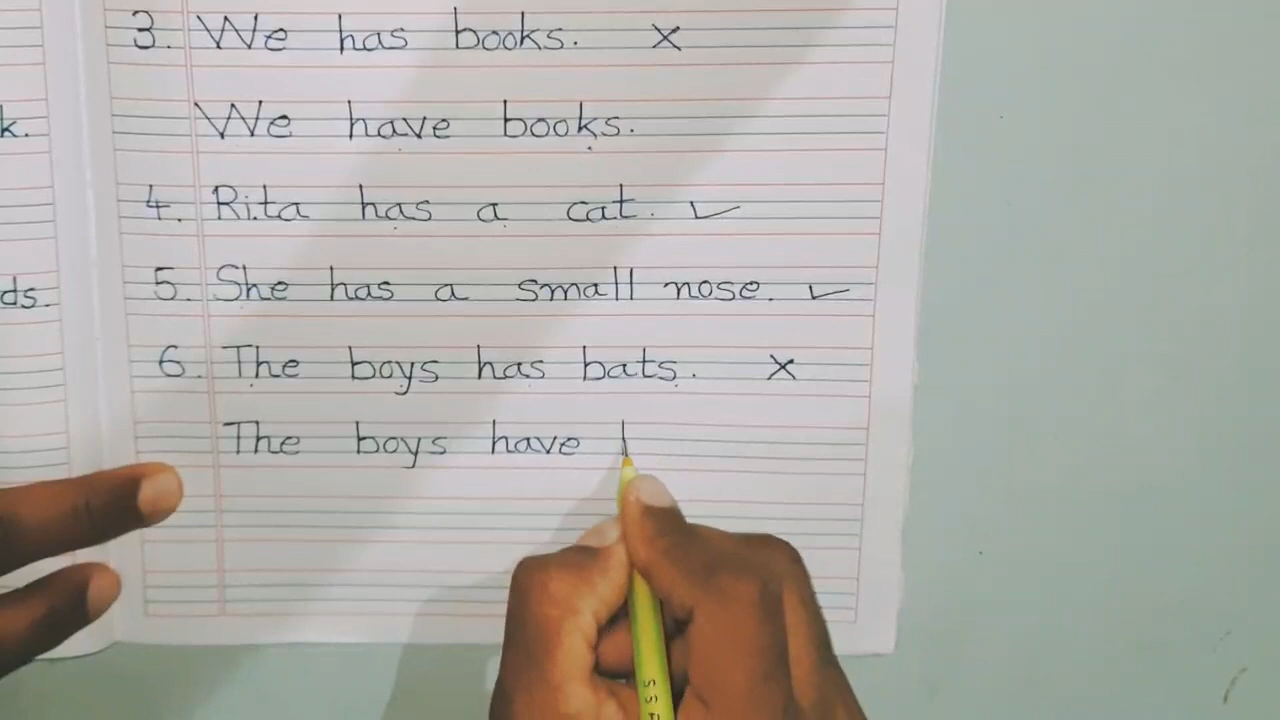 3. We has books. ×
k.
We have books.
4. Rita has a cat. ✓
ds.
5. She has a small nose. ✓
6. The boys has bats. ×
The boys have